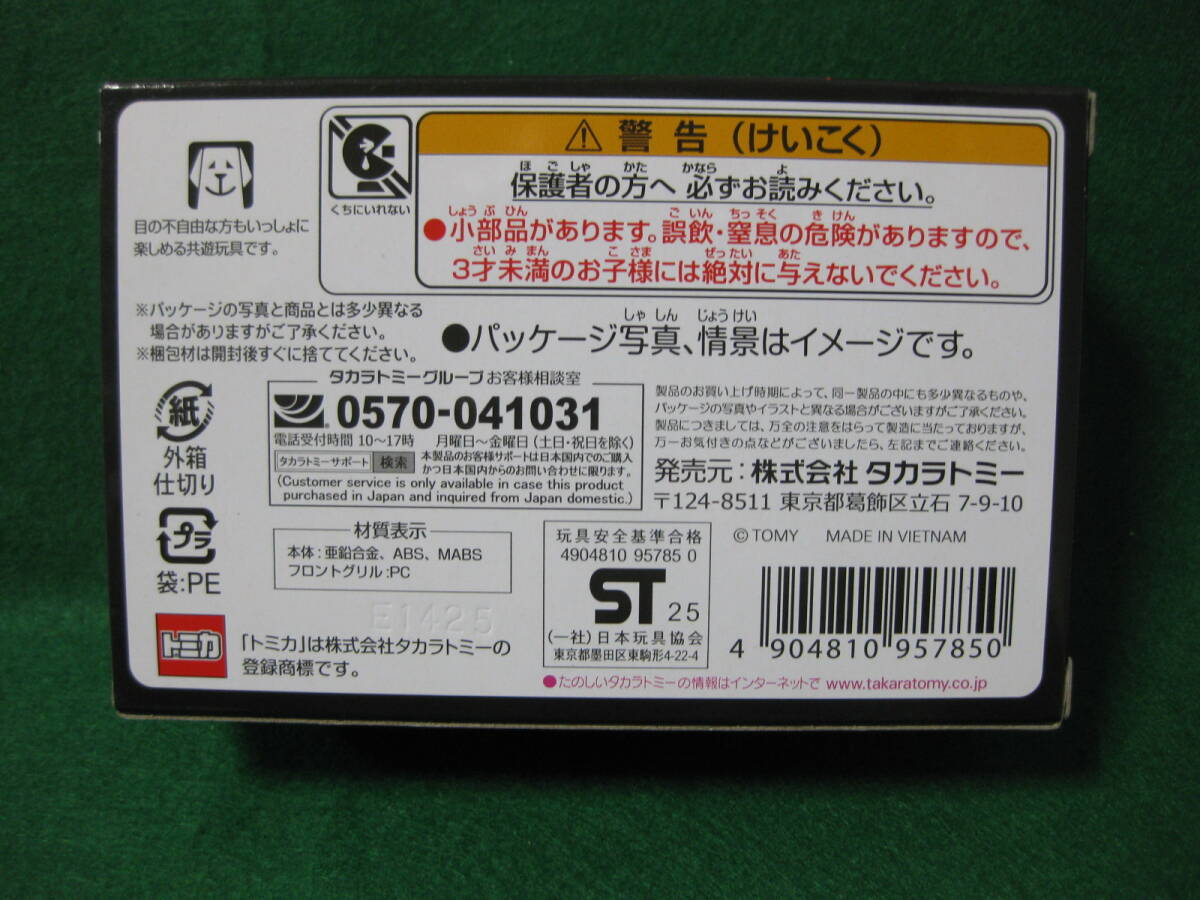 目の不自由な方もいっしょに
楽しめる共遊玩具です。
くちにいれない
警告（けいこく）
ほごしゃ かた かなら よ
保護者の方へ 必ずお読みください。
しょうぶひん ごいん ちっそく きけん
●小部品があります。誤飲・窒息の危険がありますので、
さいみまん こさま ぜったい あた
3才未満のお子様には絶対に与えないでください。
※パッケージの写真と商品とは多少異なる
場合がありますがご了承ください。
※梱包材は開封後すぐに捨ててください。
しゃしん じょうけい
●パッケージ写真、情景はイメージです。
紙
外箱
仕切り
プラ
袋:PE
タカラトミーグループ お客様相談室
0570-041031
電話受付時間 10～17時 月曜日～金曜日（土日・祝日を除く）
タカラトミーサポート 検索
本製品のお客様サポートは日本国内でのご購入
かつ日本国内からのお問い合わせに限ります。
(Customer service is only available in case this product
purchased in Japan and inquired from Japan domestic.)
製品のお買い上げ時期によって、同一製品の中にも多少異なるものや、
パッケージの写真やイラストと異なる場合がございますがご了承ください。
製品につきましては、万全の注意をはらって製造に当たっておりますが、
万一お気付きの点などがございましたら、左記までご連絡ください。
発売元：株式会社 タカラトミー
〒124-8511 東京都葛飾区立石 7-9-10
材質表示
本体：亜鉛合金、ABS、MABS
フロントグリル：PC
E1425
玩具安全基準合格
4904810 95785 0
ST 25
（一社）日本玩具協会
東京都墨田区東駒形4-22-4
© TOMY MADE IN VIETNAM
4 904810 957850
トミカ
「トミカ」は株式会社タカラトミーの
登録商標です。
●たのしいタカラトミーの情報はインターネットで www.takaratomy.co.jp